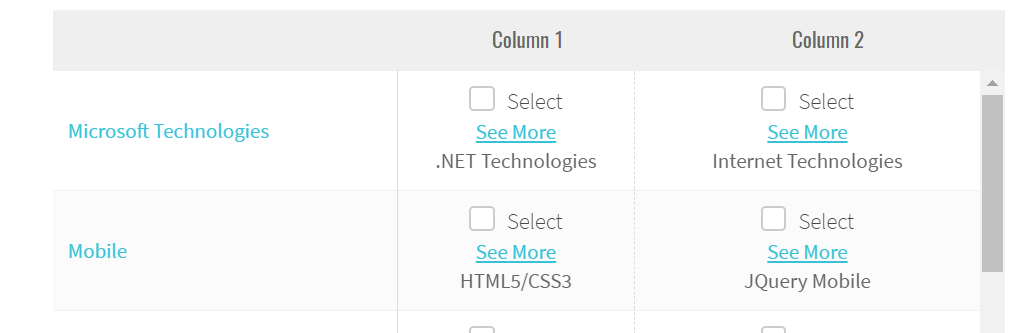 Column 1 Column 2
Select Select
Microsoft Technologies See More See More
.NET Technologies Internet Technologies
Select Select
Mobile See More See More
HTML5/CSS3 JQuery Mobile